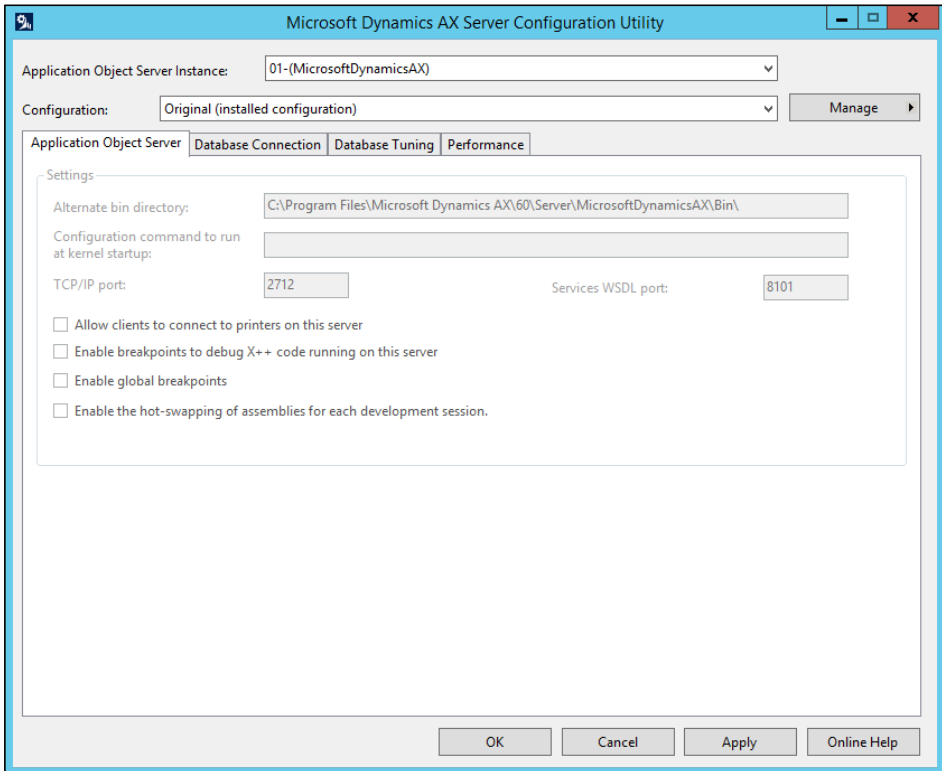 Microsoft Dynamics AX Server Configuration Utility
Application Object Server Instance: 01-(MicrosoftDynamicsAX)
Configuration: Original (installed configuration) Manage
Application Object Server Database Connection Database Tuning Performance
Settings
Alternate bin directory: C:\Program Files\Microsoft Dynamics AX\60\Server\MicrosoftDynamicsAX\Bin\
Configuration command to run
at kernel startup:
TCP/IP port: 2712 Services WSDL port: 8101
Allow clients to connect to printers on this server
Enable breakpoints to debug X++ code running on this server
Enable global breakpoints
Enable the hot-swapping of assemblies for each development session.
OK Cancel Apply Online Help